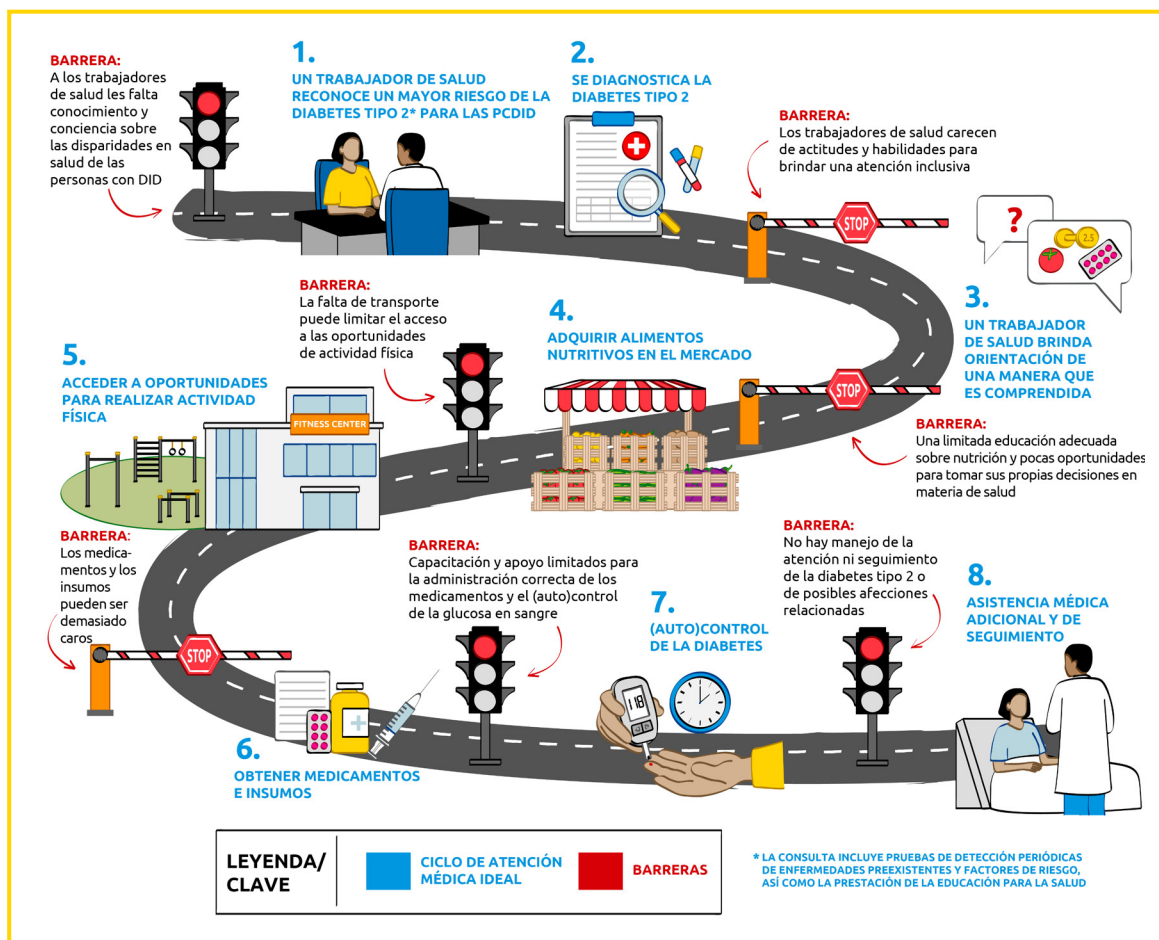 BARRERA:
A los trabajadores
de salud les falta
conocimiento y
conciencia sobre
las disparidades en
salud de las
personas con DID
1.
UN TRABAJADOR DE SALUD
RECONOCE UN MAYOR RIESGO DE LA
DIABETES TIPO 2* PARA LAS PCDID
2.
SE DIAGNOSTICA LA
DIABETES TIPO 2
BARRERA:
Los trabajadores de salud carecen
de actitudes y habilidades para
brindar una atención inclusiva
STOP
?
2.5
3.
UN TRABAJADOR
DE SALUD BRINDA
ORIENTACIÓN DE
UNA MANERA QUE
ES COMPRENDIDA
STOP
BARRERA:
Una limitada educación adecuada
sobre nutrición y pocas oportunidades
para tomar sus propias decisiones en
materia de salud
4.
ADQUIRIR ALIMENTOS
NUTRITIVOS EN EL MERCADO
BARRERA:
La falta de transporte
puede limitar el acceso
a las oportunidades
de actividad física
5.
ACCEDER A OPORTUNIDADES
PARA REALIZAR ACTIVIDAD
FÍSICA
FITNESS CENTER
BARRERA:
Los medica-
mentos y los
insumos
pueden ser
demasiado
caros
STOP
6.
OBTENER MEDICAMENTOS
E INSUMOS
BARRERA:
Capacitación y apoyo limitados para
la administración correcta de los
medicamentos y el (auto)control
de la glucosa en sangre
7.
(AUTO)CONTROL
DE LA DIABETES
118
BARRERA:
No hay manejo de la
atención ni seguimiento
de la diabetes tipo 2 o
de posibles afecciones
relacionadas
8.
ASISTENCIA MÉDICA
ADICIONAL Y DE
SEGUIMIENTO
LEYENDA/
CLAVE
CICLO DE ATENCIÓN
MÉDICA IDEAL
BARRERAS
* LA CONSULTA INCLUYE PRUEBAS DE DETECCIÓN PERIÓDICAS
DE ENFERMEDADES PREEXISTENTES Y FACTORES DE RIESGO,
ASÍ COMO LA PRESTACIÓN DE LA EDUCACIÓN PARA LA SALUD